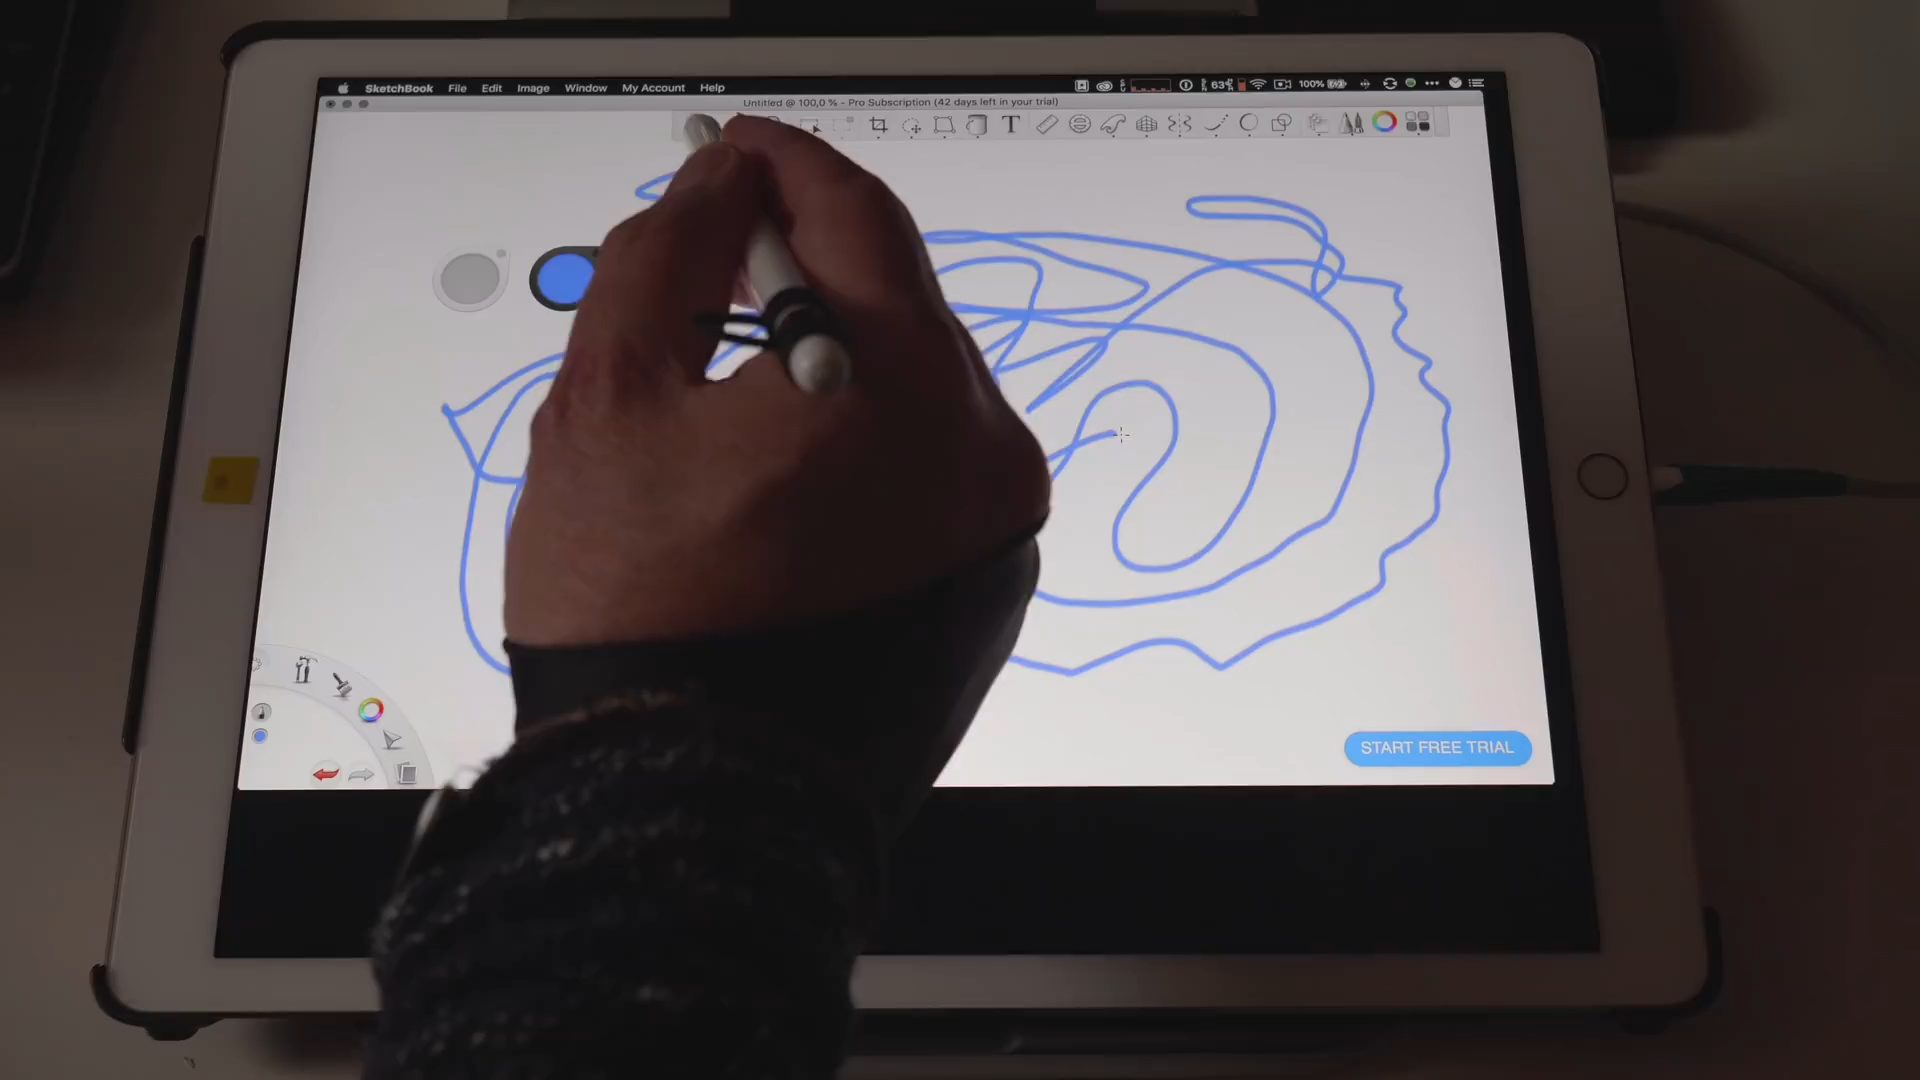 SketchBook File Edit Image Window My Account Help 63% 100%
Untitled @ 100,0 % - Pro Subscription (42 days left in your trial)
T
START FREE TRIAL